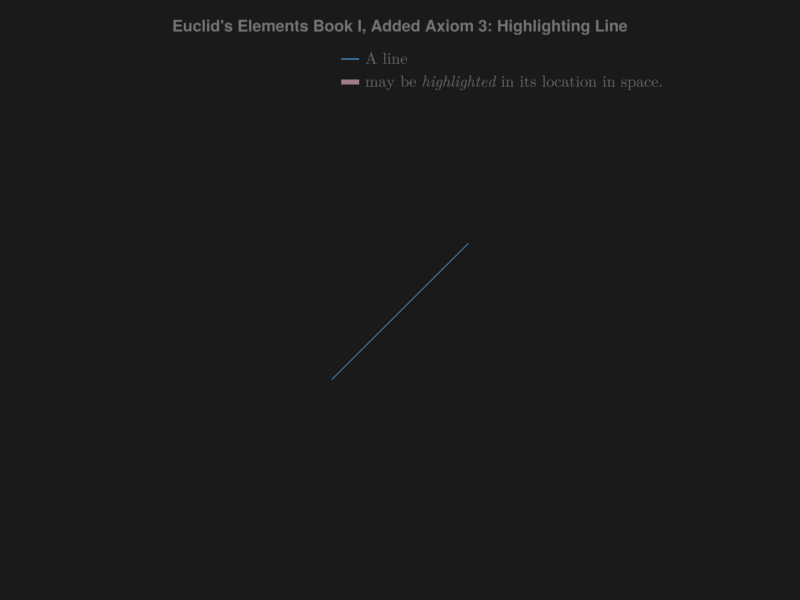 Euclid's Elements Book I, Added Axiom 3: Highlighting Line
A line
may be highlighted in its location in space.